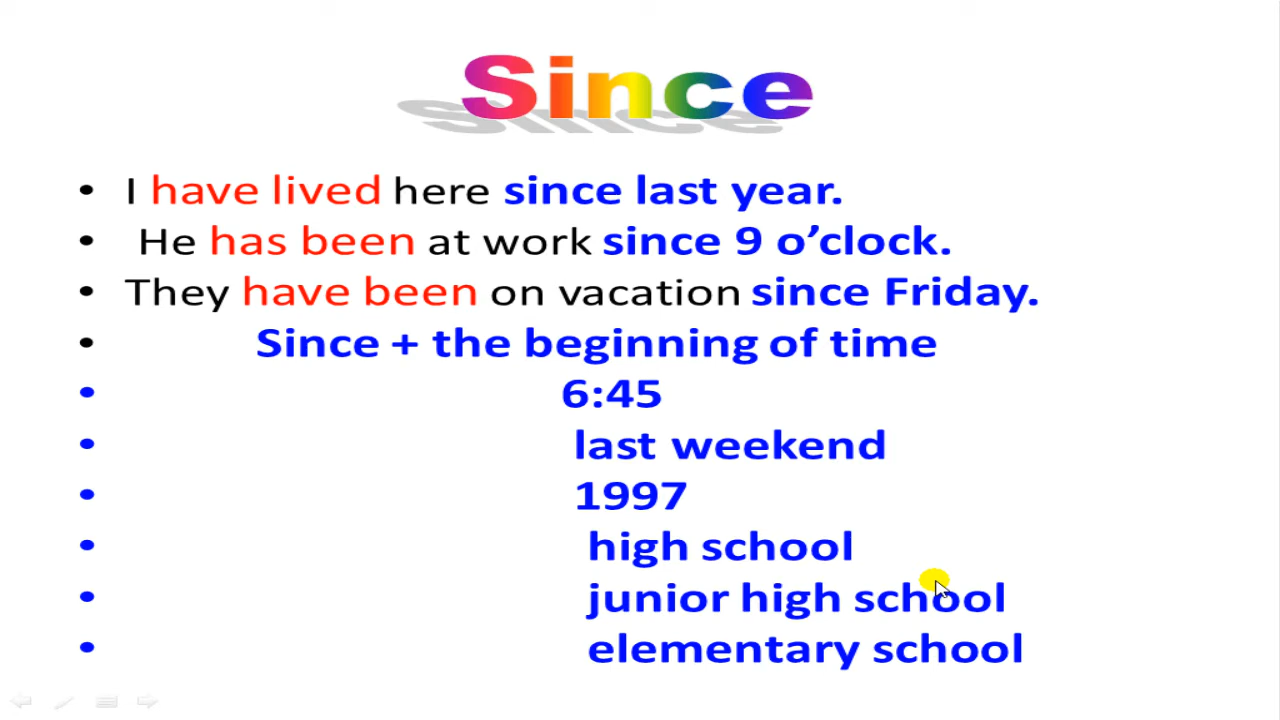 Since
• I have lived here since last year.
• He has been at work since 9 o’clock.
• They have been on vacation since Friday.
• Since + the beginning of time
• 6:45
• last weekend
• 1997
• high school
• junior high school
• elementary school